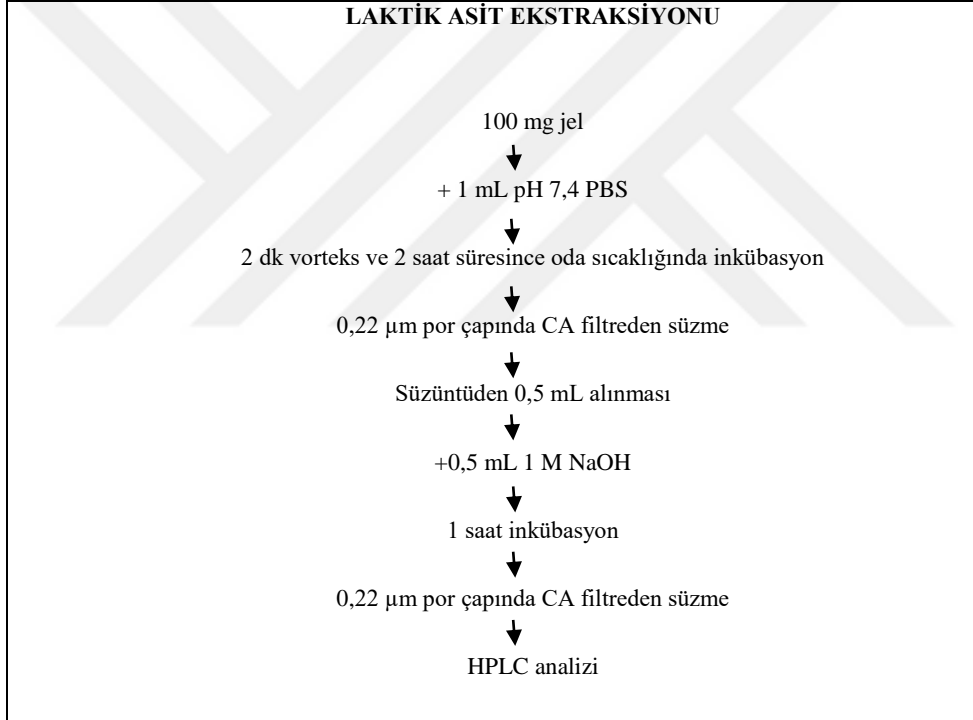 LAKTİK ASİT EKSTRAKSİYONU
100 mg jel
+ 1 mL pH 7,4 PBS
2 dk vorteks ve 2 saat süresince oda sıcaklığında inkübasyon
0,22 µm por çapında CA filtreden süzme
Süzüntüden 0,5 mL alınması
+0,5 mL 1 M NaOH
1 saat inkübasyon
0,22 µm por çapında CA filtreden süzme
HPLC analizi